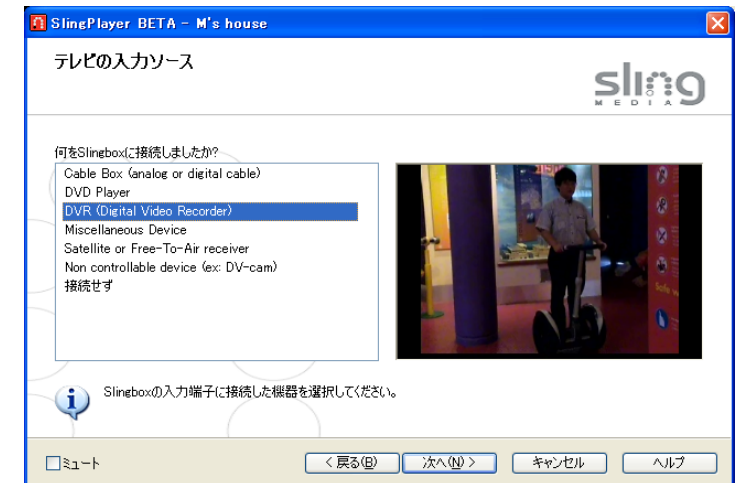 SlingPlayer BETA - M's house
テレビの入力ソース
sling
MEDIA
何をSlingboxに接続しましたか?
Cable Box (analog or digital cable)
DVD Player
DVR (Digital Video Recorder)
Miscellaneous Device
Satellite or Free-To-Air receiver
Non controllable device (ex: DV-cam)
接続せず
Safe
Slingboxの入力端子に接続した機器を選択してください。
ミュート
< 戻る(B)
次へ(N) >
キャンセル
ヘルプ